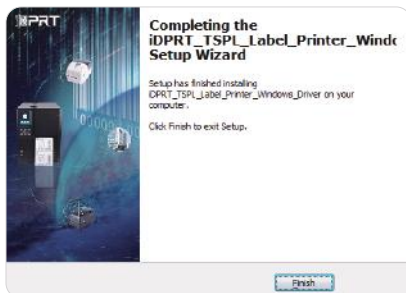 iDPRT
Completing the
iDPRT_TSPL_Label_Printer_Windo
Setup Wizard
Setup has finished installing
iDPRT_TSPL_Label_Printer_Windows_Driver on your
computer.
Click Finish to exit Setup.
Finish